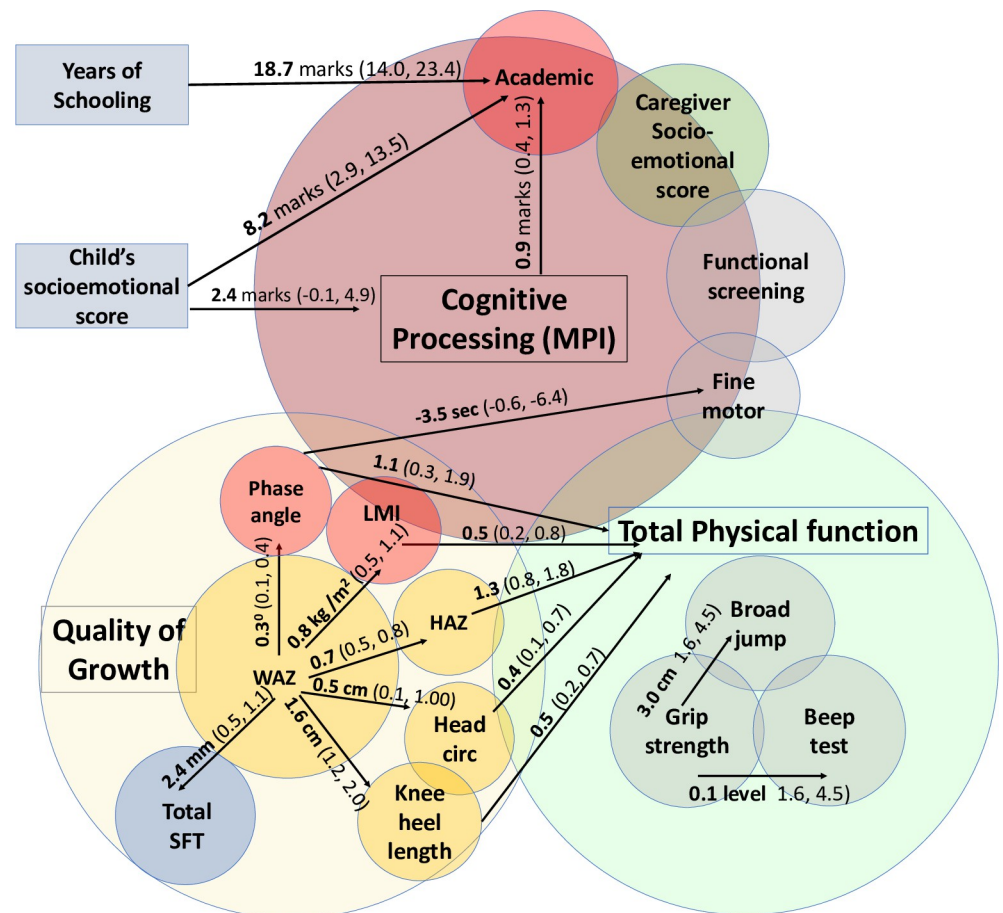 Years of
Schooling
18.7 marks (14.0, 23.4)
Academic
Caregiver
Socio-
emotional
score
8.2 marks (2.9, 13.5)
0.9 marks (0.4, 1.3)
Child's
socioemotional
score
2.4 marks (-0.1, 4.9)
Functional
screening
Cognitive
Processing (MPI)
Fine
motor
-3.5 sec (-0.6, -6.4)
1.1 (0.3, 1.9)
Phase
angle
LMI
0.5 (0.2, 0.8)
Total Physical function
0.3⁰ (0.1, 0.4)
0.8 kg /m² (0.5, 1.1)
1.3 (0.8, 1.8)
HAZ
Quality of
Growth
0.7 (0.5, 0.8)
WAZ
0.5 cm (0.1, 1.00)
0.4 (0.1, 0.7)
0.5 (0.2, 0.7)
Head
circ
1.6 cm (1.2, 2.0)
2.4 mm (0.5, 1.1)
Total
SFT
Knee
heel
length
Broad
jump
3.0 cm 1.6, 4.5)
Grip
strength
Beep
test
0.1 level 1.6, 4.5)